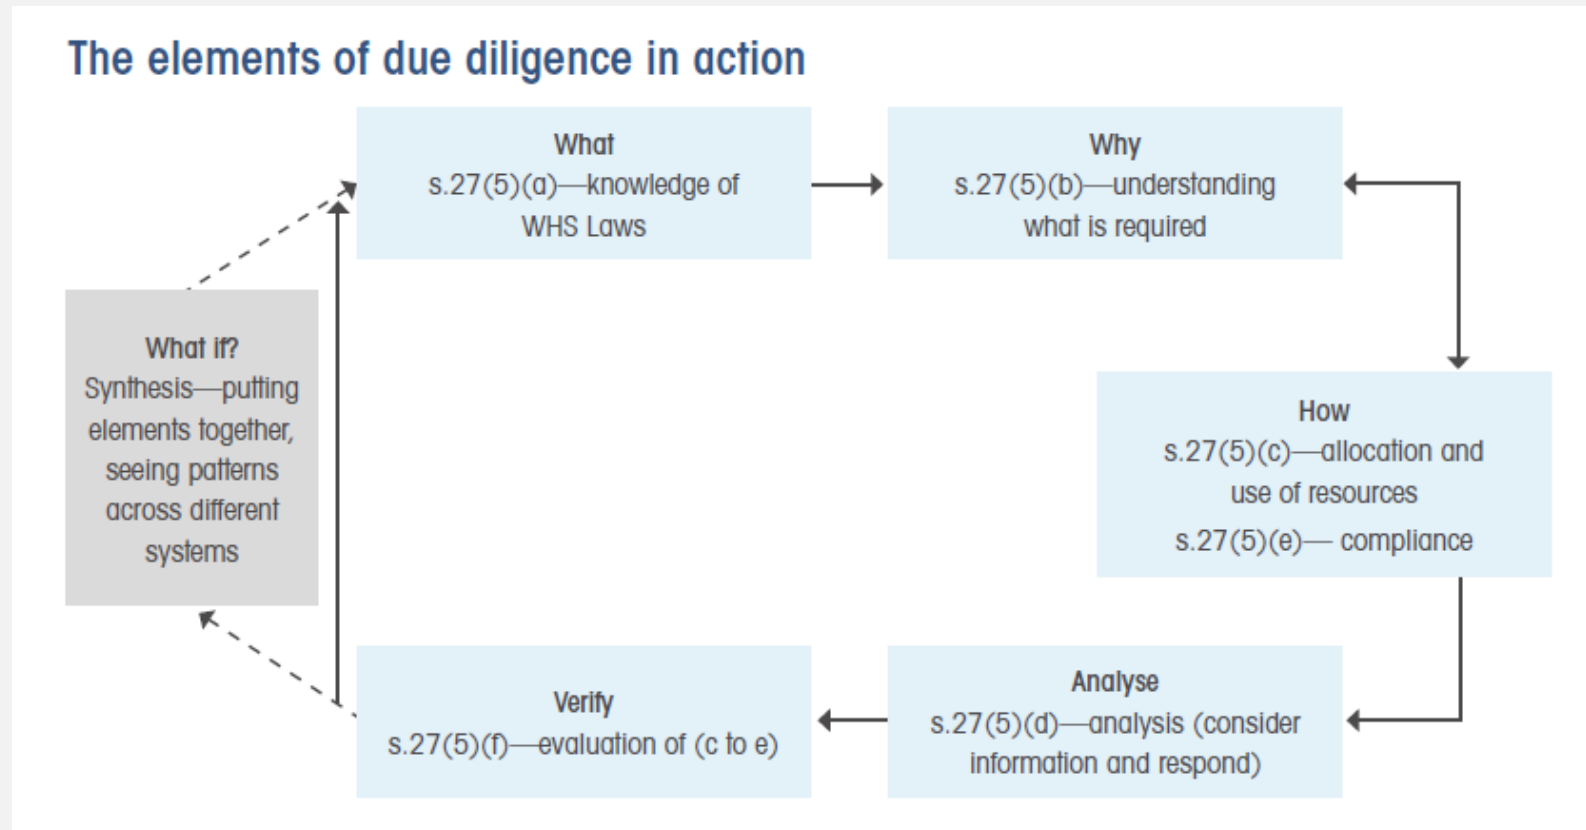 The elements of due diligence in action
What
s.27(5)(a)—knowledge of
WHS Laws
Why
s.27(5)(b)—understanding
what is required
What if?
Synthesis—putting
elements together,
seeing patterns
across different
systems
How
s.27(5)(c)—allocation and
use of resources
s.27(5)(e)— compliance
Verify
s.27(5)(f)—evaluation of (c to e)
Analyse
s.27(5)(d)—analysis (consider
information and respond)